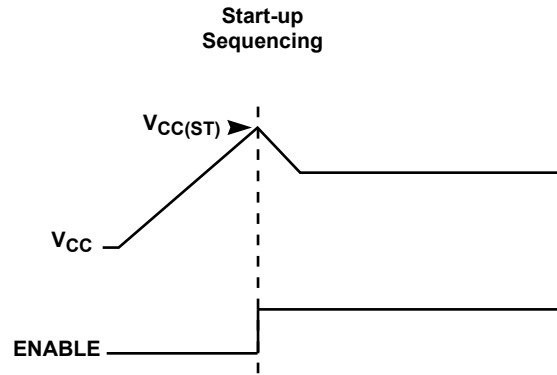 Start-up
Sequencing
VCC(ST)
VCC
ENABLE